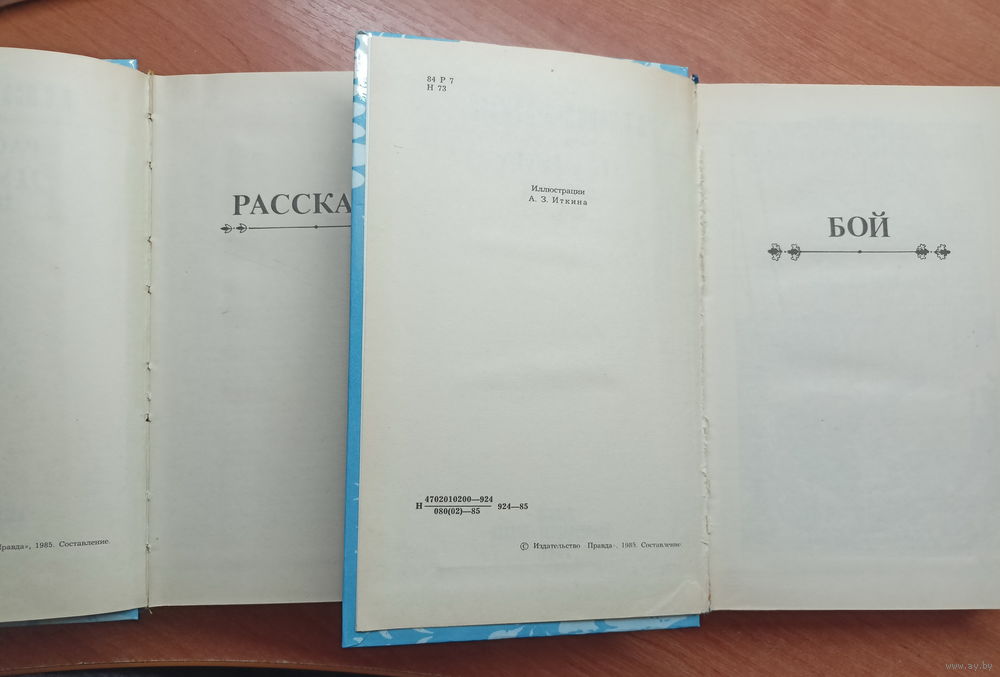 РАССКА
Правда», 1985. Составление.
84 Р 7
Н 73
Иллюстрации
А. З. Иткина
Н 4702010200—924
080(02)—85 924—85
© Издательство «Правда», 1985. Составление.
БОЙ
www.ay.by